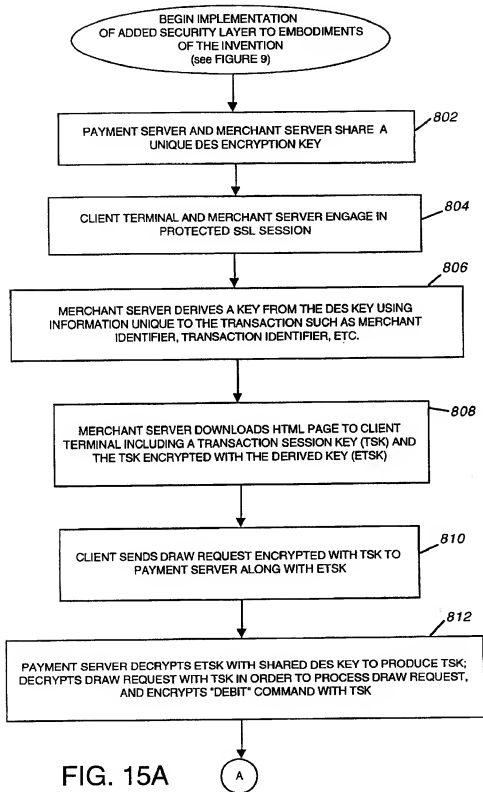 BEGIN IMPLEMENTATION
OF ADDED SECURITY LAYER TO EMBODIMENTS
OF THE INVENTION
(see FIGURE 9)
802
PAYMENT SERVER AND MERCHANT SERVER SHARE A
UNIQUE DES ENCRYPTION KEY
804
CLIENT TERMINAL AND MERCHANT SERVER ENGAGE IN
PROTECTED SSL SESSION
806
MERCHANT SERVER DERIVES A KEY FROM THE DES KEY USING
INFORMATION UNIQUE TO THE TRANSACTION SUCH AS MERCHANT
IDENTIFIER, TRANSACTION IDENTIFIER, ETC.
808
MERCHANT SERVER DOWNLOADS HTML PAGE TO CLIENT
TERMINAL INCLUDING A TRANSACTION SESSION KEY (TSK) AND
THE TSK ENCRYPTED WITH THE DERIVED KEY (ETSK)
810
CLIENT SENDS DRAW REQUEST ENCRYPTED WITH TSK TO
PAYMENT SERVER ALONG WITH ETSK
812
PAYMENT SERVER DECRYPTS ETSK WITH SHARED DES KEY TO PRODUCE TSK;
DECRYPTS DRAW REQUEST WITH TSK IN ORDER TO PROCESS DRAW REQUEST,
AND ENCRYPTS "DEBIT" COMMAND WITH TSK
FIG. 15A
A